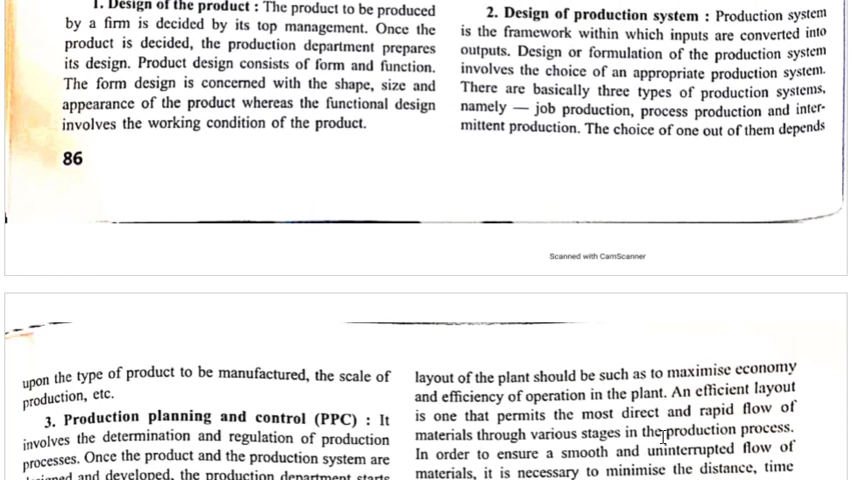 1. Design of the product : The product to be produced
by a firm is decided by its top management. Once the
product is decided, the production department prepares
its design. Product design consists of form and function.
The form design is concerned with the shape, size and
appearance of the product whereas the functional design
involves the working condition of the product.
86
2. Design of production system : Production system
is the framework within which inputs are converted into
outputs. Design or formulation of the production system
involves the choice of an appropriate production system.
There are basically three types of production systems,
namely — job production, process production and inter-
mittent production. The choice of one out of them depends
Scanned with CamScanner
upon the type of product to be manufactured, the scale of
production, etc.
3. Production planning and control (PPC) : It
involves the determination and regulation of production
processes. Once the product and the production system are
and developed, the production department starts
layout of the plant should be such as to maximise economy
and efficiency of operation in the plant. An efficient layout
is one that permits the most direct and rapid flow of
materials through various stages in the production process.
In order to ensure a smooth and uninterrupted flow of
materials, it is necessary to minimise the distance, time